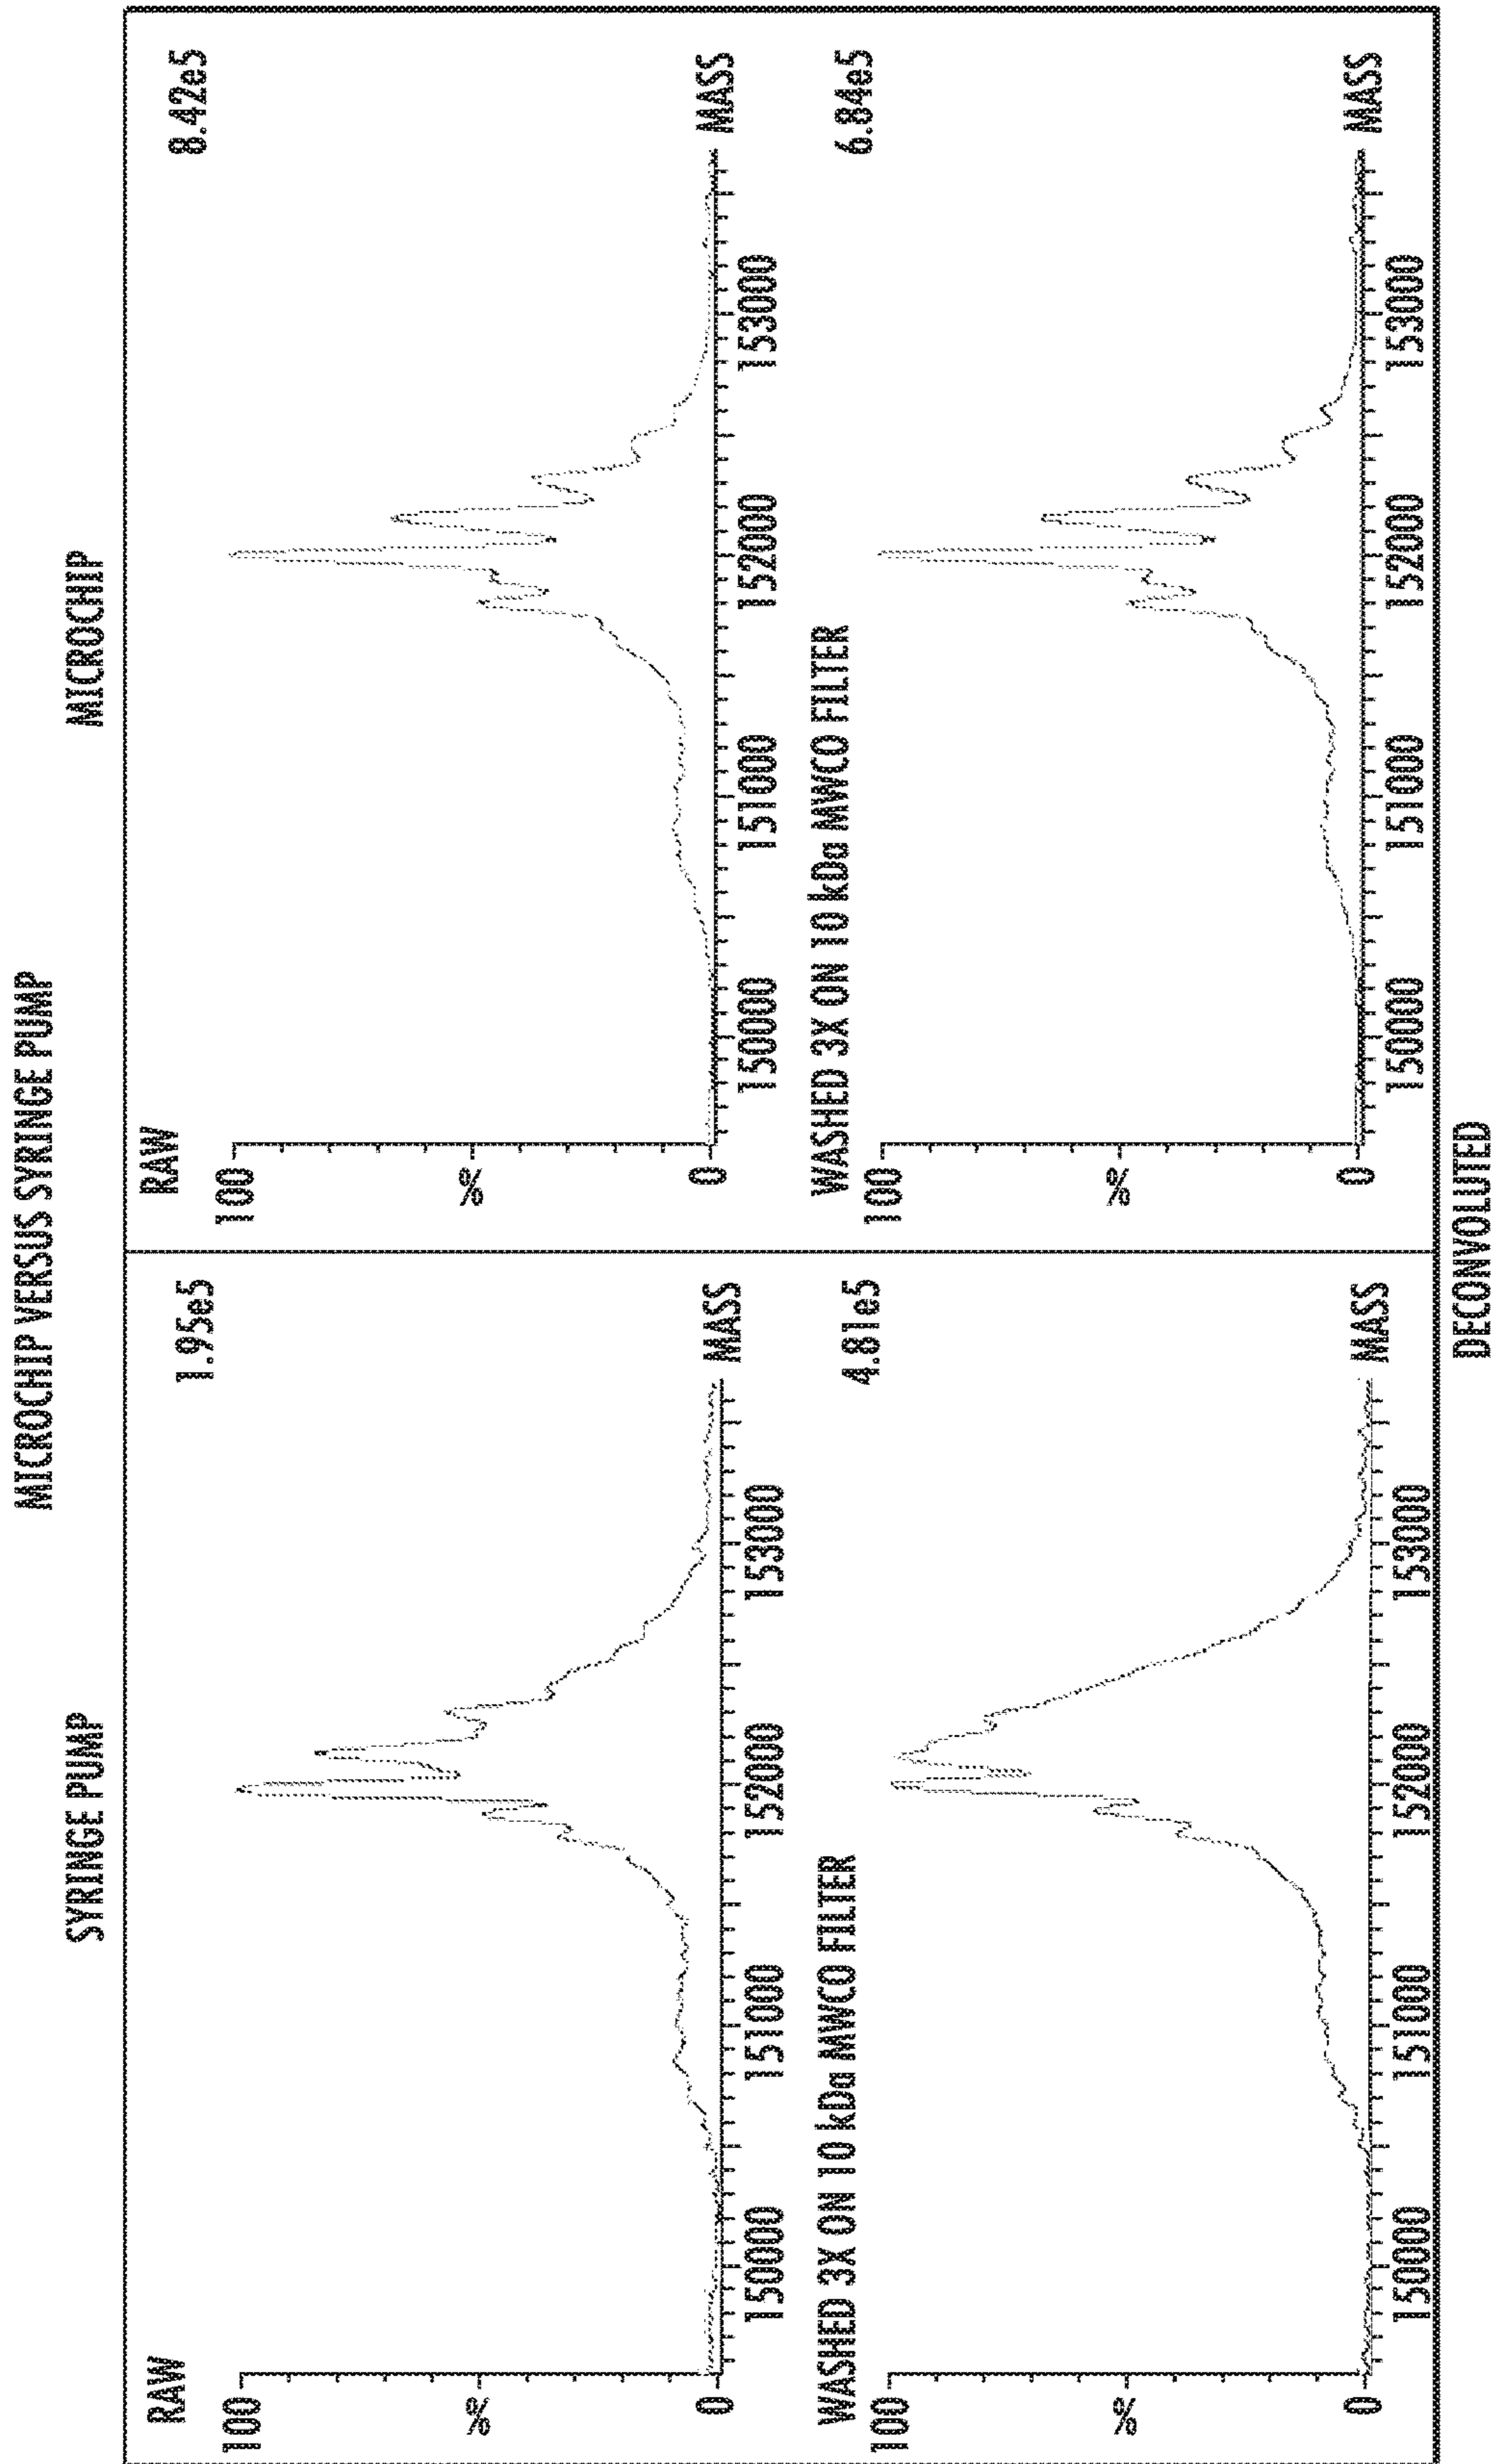 MICROCHIP VERSUS SYRINGE PUMP
SYRINGE PUMP
MICROCHIP
RAW
1.95e5
100
%
0
150000
151000
152000
153000
MASS
WASHED 3X ON 10 kDa MWCO FILTER
4.81e5
100
%
0
150000
151000
152000
153000
MASS
RAW
8.42e5
100
%
0
150000
151000
152000
153000
MASS
WASHED 3X ON 10 kDa MWCO FILTER
6.84e5
100
%
0
150000
151000
152000
153000
MASS
DECONVOLUTED